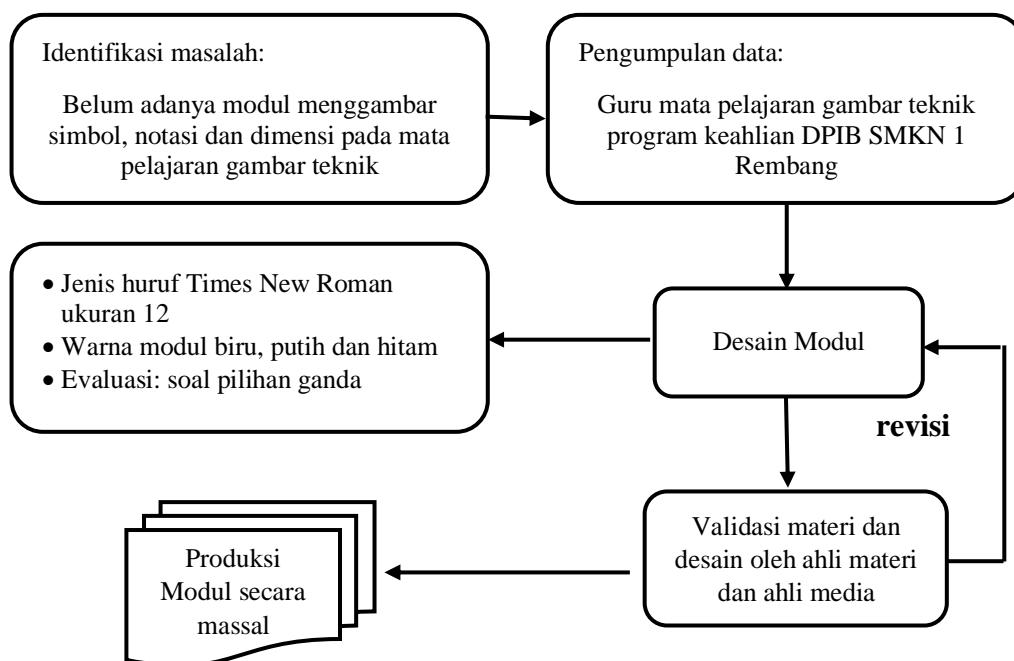 Identifikasi masalah:
Belum adanya modul menggambar
simbol, notasi dan dimensi pada mata
pelajaran gambar teknik
Pengumpulan data:
Guru mata pelajaran gambar teknik
program keahlian DPIB SMKN 1
Rembang
• Jenis huruf Times New Roman
ukuran 12
• Warna modul biru, putih dan hitam
• Evaluasi: soal pilihan ganda
Desain Modul
revisi
Validasi materi dan
desain oleh ahli materi
dan ahli media
Produksi
Modul secara
massal